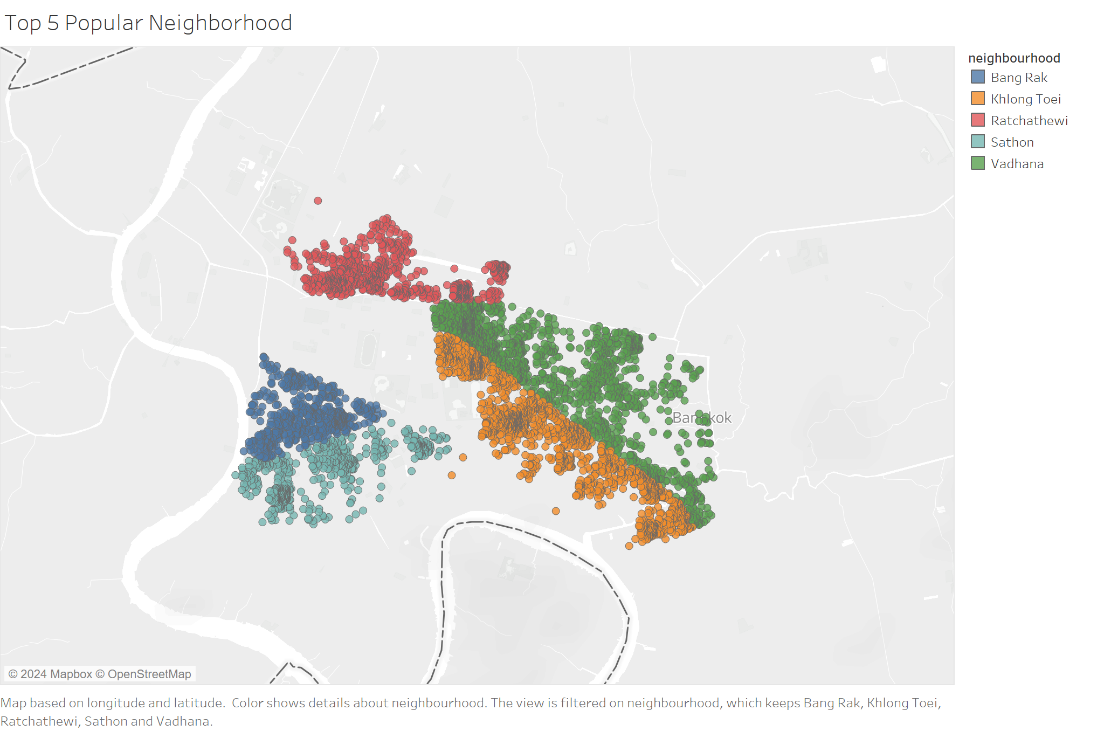 Top 5 Popular Neighborhood
neighbourhood
Bang Rak
Khlong Toei
Ratchathewi
Sathon
Vadhana
Bangkok
© 2024 Mapbox © OpenStreetMap
Map based on longitude and latitude. Color shows details about neighbourhood. The view is filtered on neighbourhood, which keeps Bang Rak, Khlong Toei,
Ratchathewi, Sathon and Vadhana.